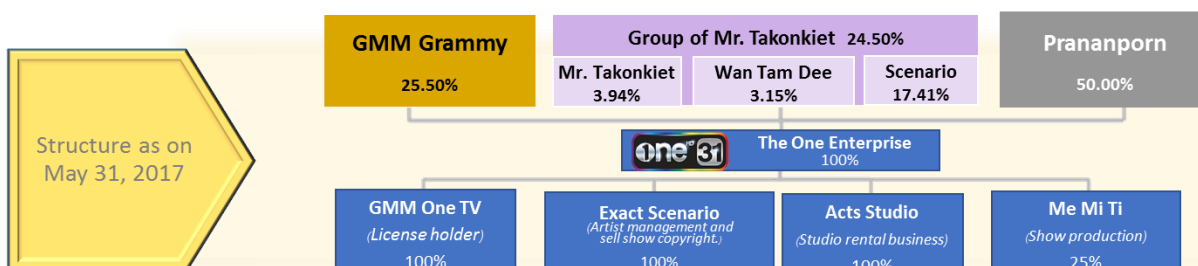 GMM Grammy
25.50%
Group of Mr. Takonkiet 24.50%
Mr. Takonkiet
3.94%
Wan Tam Dee
3.15%
Scenario
17.41%
Prananporn
50.00%
Structure as on
May 31, 2017
one 31
The One Enterprise
100%
GMM One TV
(License holder)
100%
Exact Scenario
(Artist management and
sell show copyright.)
100%
Acts Studio
(Studio rental business)
100%
Me Mi Ti
(Show production)
25%